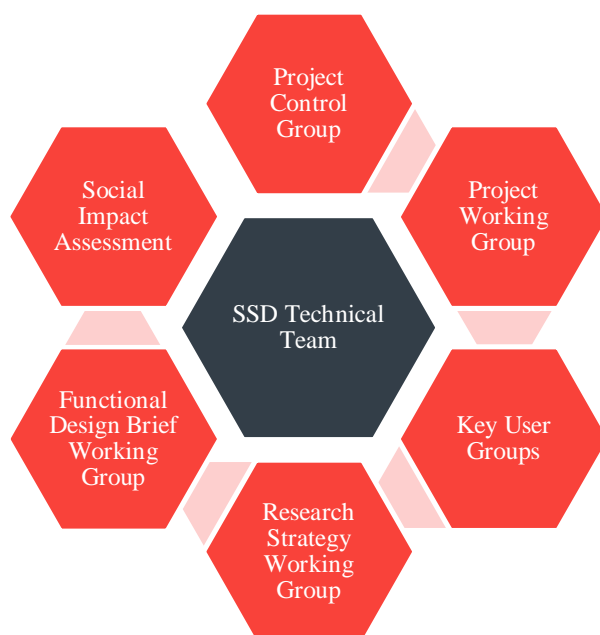 Project
Control
Group
Project
Working
Group
Key User
Groups
Research
Strategy
Working
Group
Functional
Design Brief
Working
Group
Social
Impact
Assessment
SSD Technical
Team